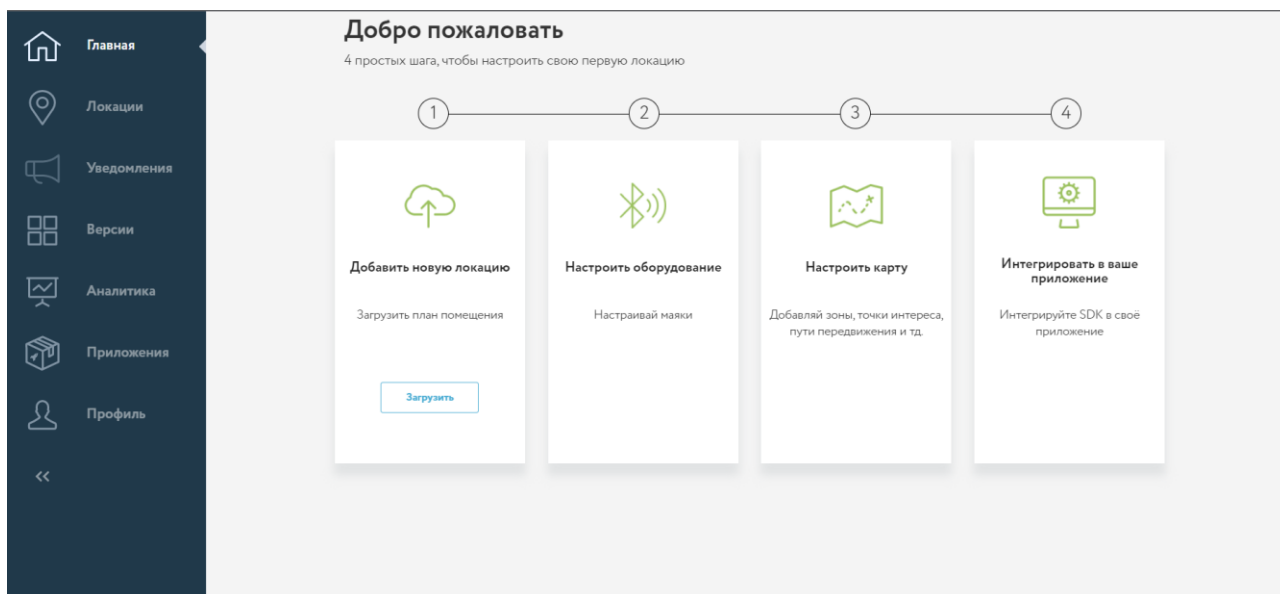 Главная
Локации
Уведомления
Версии
Аналитика
Приложения
Профиль
<<
Добро пожаловать
4 простых шага, чтобы настроить свою первую локацию
1
2
3
4
Добавить новую локацию
Загрузить план помещения
Загрузить
Настроить оборудование
Настраивай маяки
Настроить карту
Добавляй зоны, точки интереса,
пути передвижения и тд.
Интегрировать в ваше
приложение
Интегрируйте SDK в своё
приложение